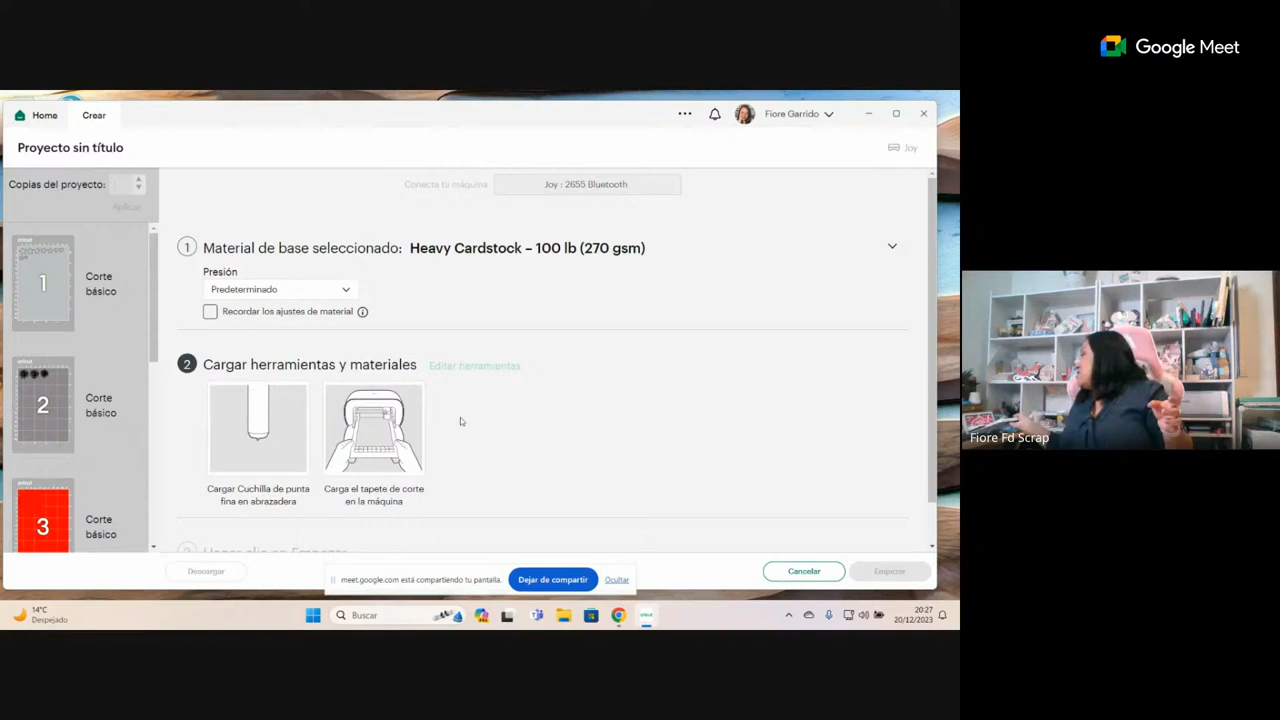 Google Meet
Home
Crear
Fiore Garrido
Proyecto sin título
Joy
Copias del proyecto:
Aplicar
Conecta tu máquina
Joy : 2655 Bluetooth
1
Material de base seleccionado: Heavy Cardstock – 100 lb (270 gsm)
Presión
Predeterminado
Recordar los ajustes de material
2
Cargar herramientas y materiales
Editar herramientas
Cargar Cuchilla de punta
fina en abrazadera
Carga el tapete de corte
en la máquina
cricut
1
Corte
básico
cricut
2
Corte
básico
cricut
3
Corte
básico
Descargar
meet.google.com está compartiendo tu pantalla.
Dejar de compartir
Ocultar
Cancelar
Empezar
14°C
Despejado
Buscar
cricut
20:27
20/12/2023
Fiore Fd Scrap